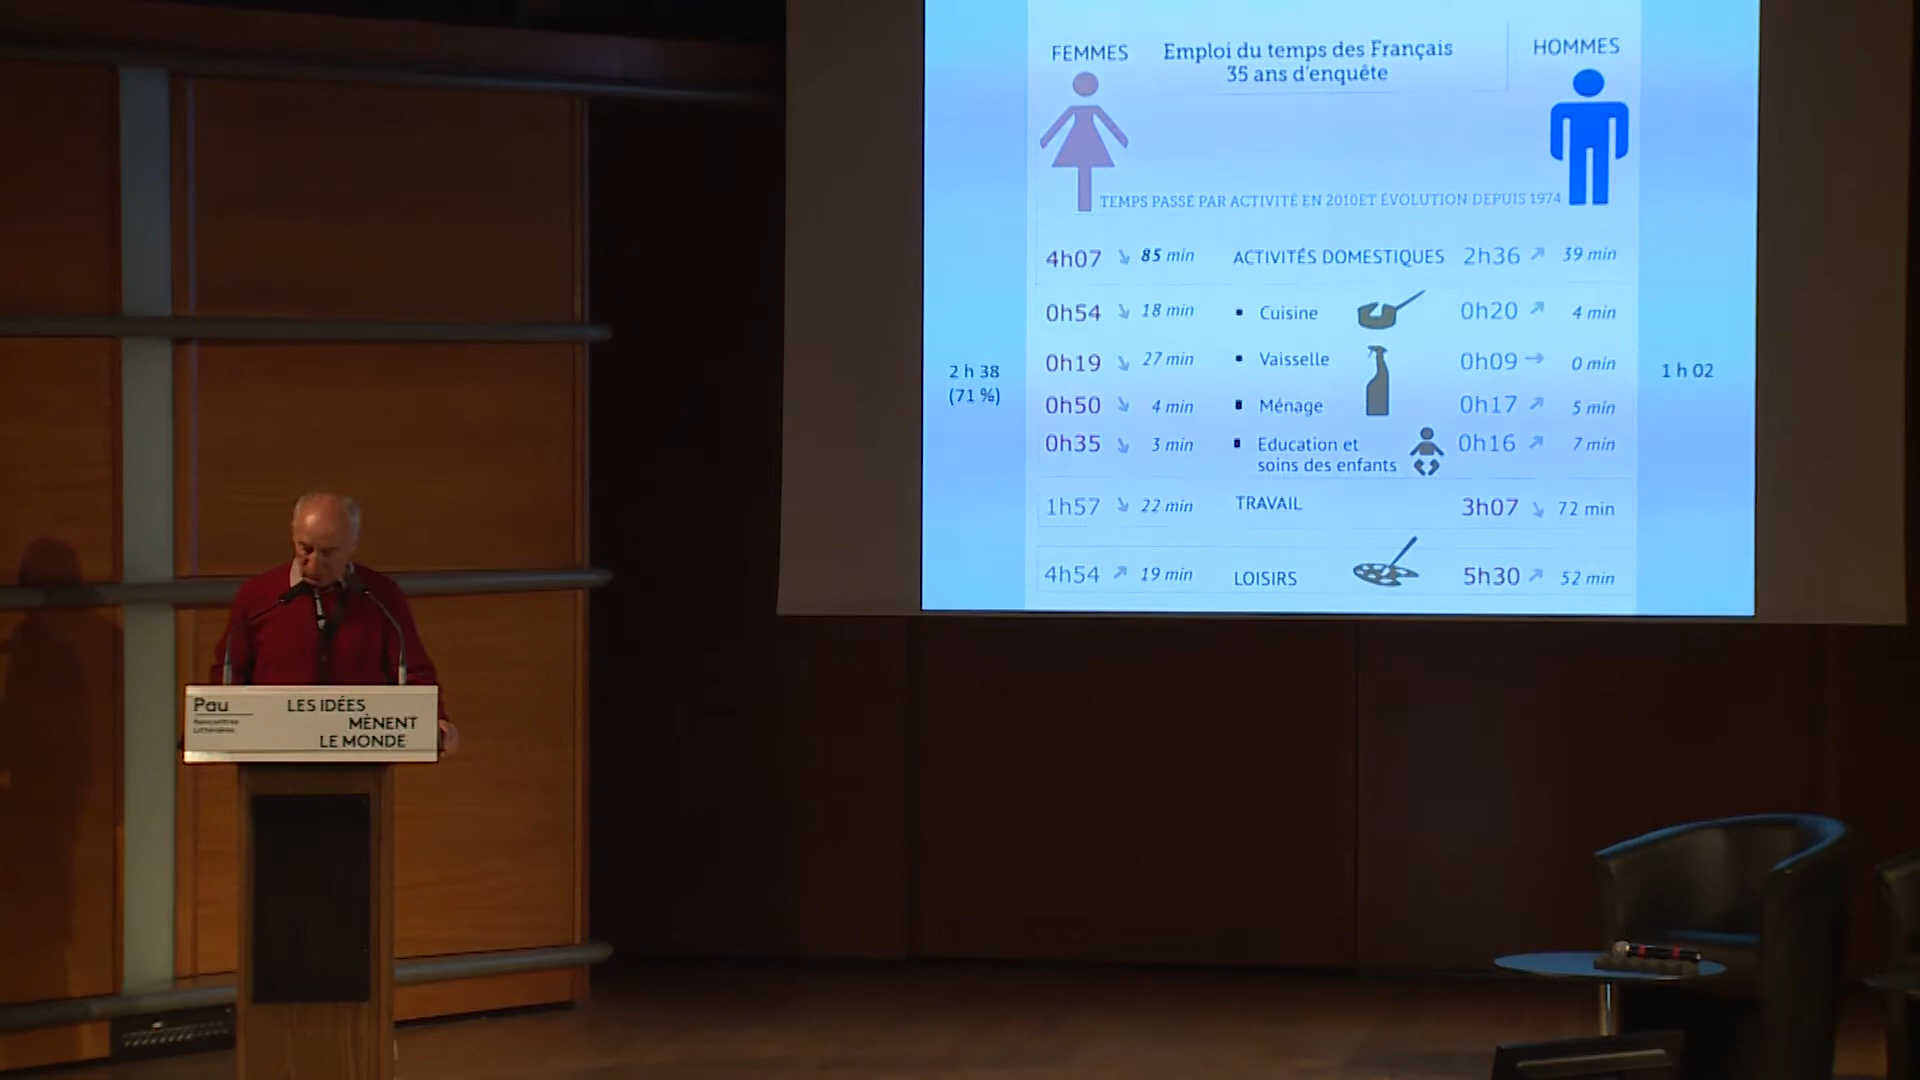 FEMMES
Emploi du temps des Français
35 ans d'enquête
HOMMES
TEMPS PASSÉ PAR ACTIVITÉ EN 2010ET ÉVOLUTION DEPUIS 1974
4h07 ↘ 85 min ACTIVITÉS DOMESTIQUES 2h36 ↗ 39 min
0h54 ↘ 18 min ▪ Cuisine 0h20 ↗ 4 min
0h19 ↘ 27 min ▪ Vaisselle 0h09 → 0 min
2 h 38
(71 %)
1 h 02
0h50 ↘ 4 min ▪ Ménage 0h17 ↗ 5 min
0h35 ↘ 3 min ▪ Education et 0h16 ↗ 7 min
soins des enfants
1h57 ↘ 22 min TRAVAIL 3h07 ↘ 72 min
4h54 ↗ 19 min LOISIRS 5h30 ↗ 52 min
Pau
Rencontres
Littéraires
LES IDÉES
MÈNENT
LE MONDE